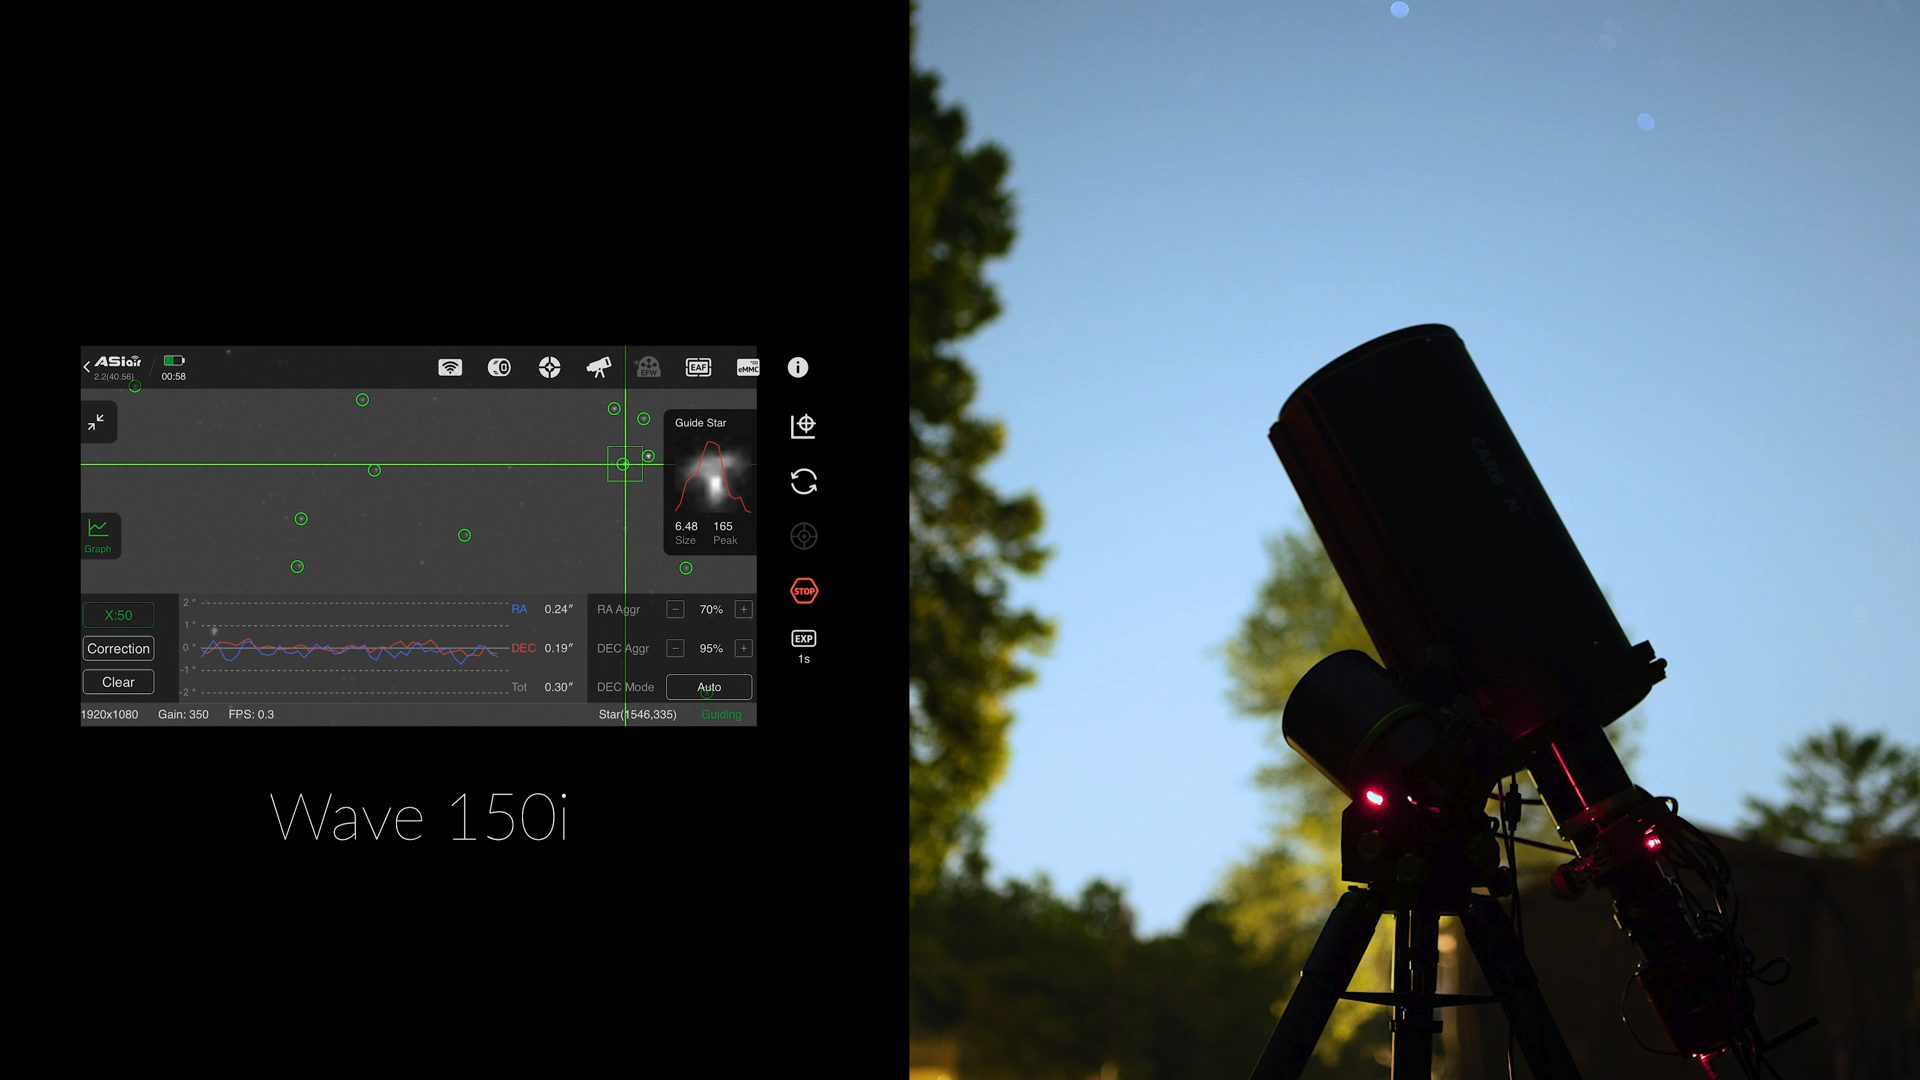 ASiair
2.2(40.56)
00:58
EFW
EAF
eMMC
Guide Star
6.48 165
Size Peak
Graph
STOP
EXP
1s
X:50
Correction
Clear
2 "
1 "
0 "
-1 "
-2 "
RA 0.24″
DEC 0.19″
Tot 0.30″
RA Aggr − 70% +
DEC Aggr − 95% +
DEC Mode Auto
1920x1080 Gain: 350 FPS: 0.3 Star(1546,335) Guiding
Wave 150i